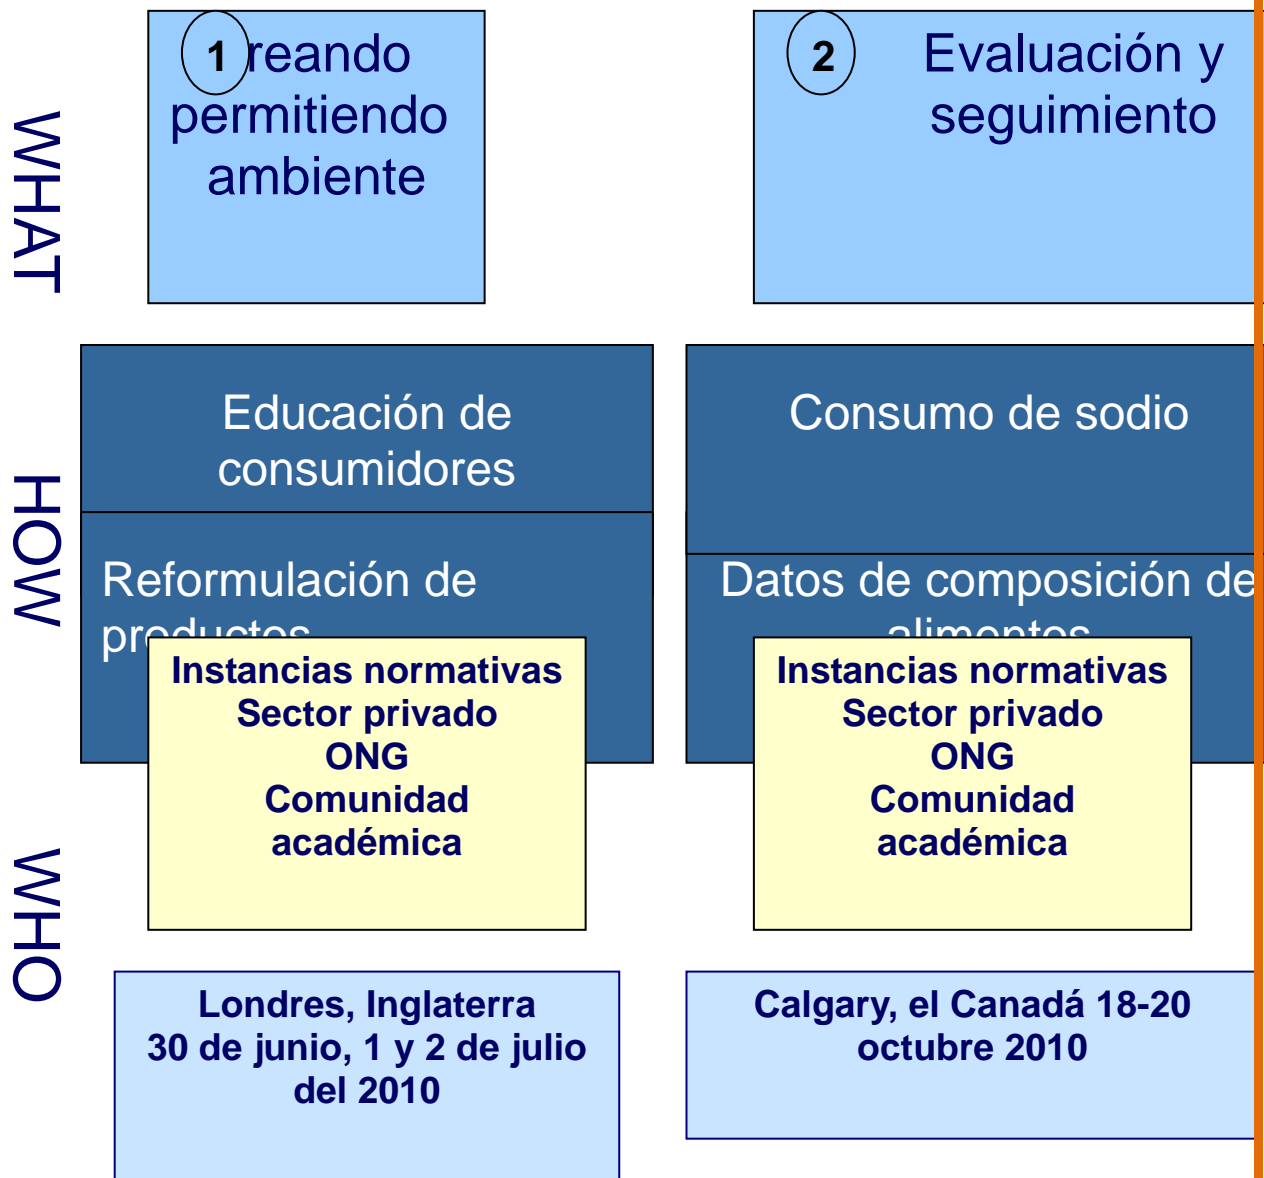 WHAT
1 reando
permitiendo
ambiente
2 Evaluación y
seguimiento
HOW
Educación de
consumidores
Reformulación de
productos
Consumo de sodio
Datos de composición de
alimentos
WHO
Instancias normativas
Sector privado
ONG
Comunidad
académica
Instancias normativas
Sector privado
ONG
Comunidad
académica
Londres, Inglaterra
30 de junio, 1 y 2 de julio
del 2010
Calgary, el Canadá 18-20
octubre 2010